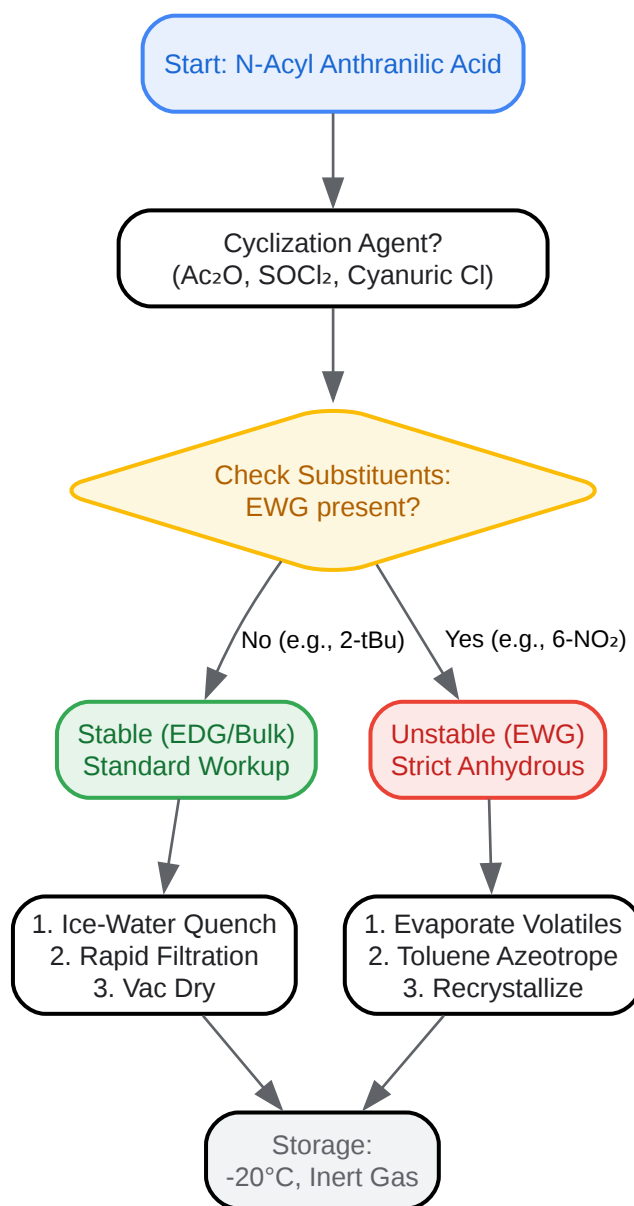 Start: N-Acyl Anthranilic Acid
Cyclization Agent?
(Ac₂O, SOCl₂, Cyanuric Cl)
Check Substituents:
EWG present?
No (e.g., 2-tBu)
Yes (e.g., 6-NO₂)
Stable (EDG/Bulk)
Standard Workup
Unstable (EWG)
Strict Anhydrous
1. Ice-Water Quench
2. Rapid Filtration
3. Vac Dry
1. Evaporate Volatiles
2. Toluene Azeotrope
3. Recrystallize
Storage:
-20°C, Inert Gas